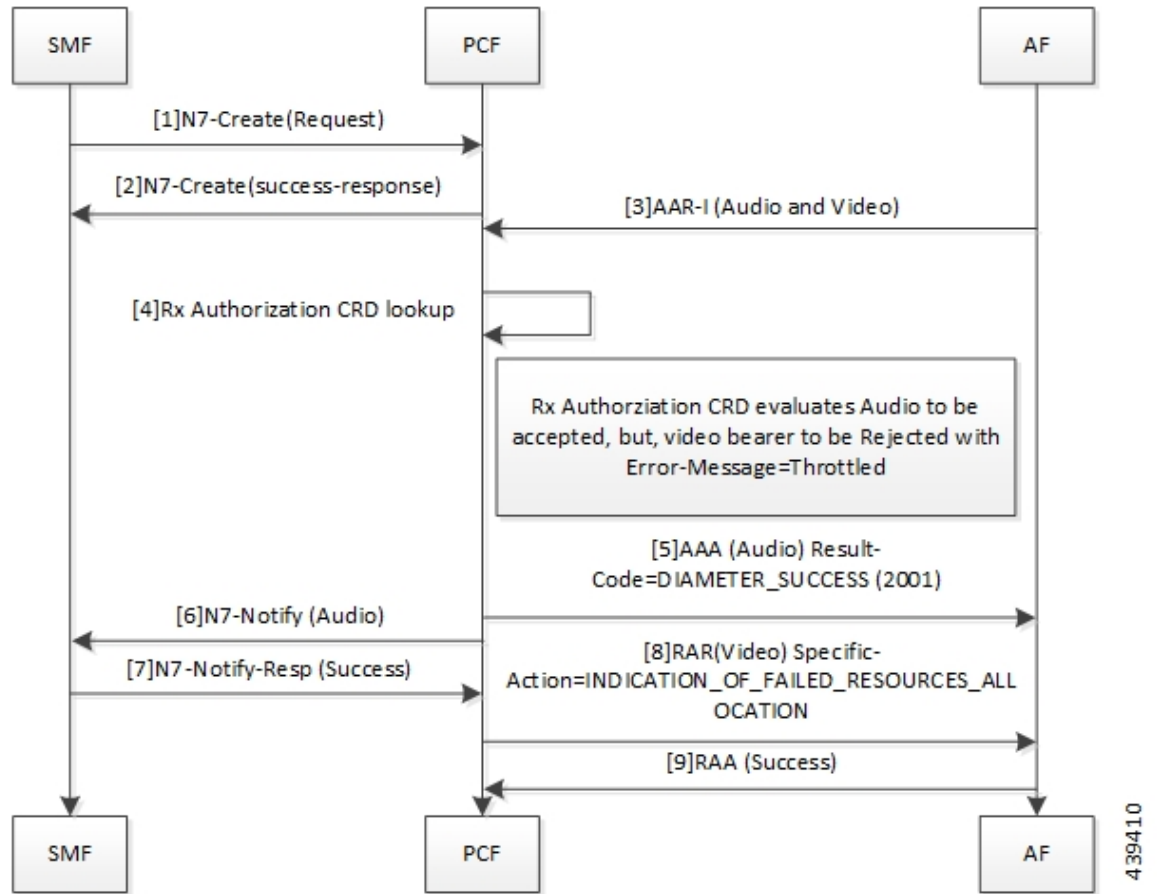 SMF
PCF
AF
[1]N7-Create(Request)
[2]N7-Create(success-response)
[3]AAR-I (Audio and Video)
[4]Rx Authorization CRD lookup
Rx Authorziation CRD evaluates Audio to be
accepted, but, video bearer to be Rejected with
Error-Message=Throttled
[5]AAA (Audio) Result-
Code=DIAMETER_SUCCESS (2001)
[6]N7-Notify (Audio)
[7]N7-Notify-Resp (Success)
[8]RAR(Video) Specific-
Action=INDICATION_OF_FAILED_RESOURCES_ALL
OCATION
[9]RAA (Success)
SMF
PCF
AF
439410